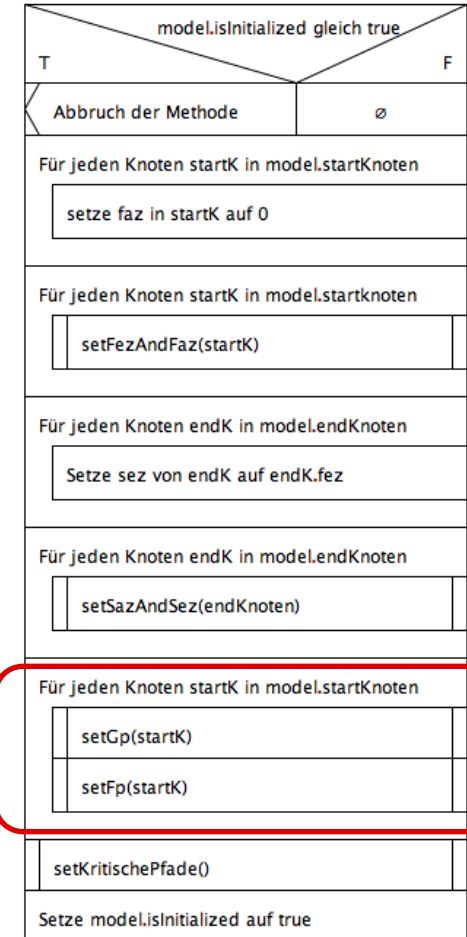 model.isInitialized gleich true
T F
Abbruch der Methode ∅
Für jeden Knoten startK in model.startKnoten
setze faz in startK auf 0
Für jeden Knoten startK in model.startknoten
setFezAndFaz(startK)
Für jeden Knoten endK in model.endKnoten
Setze sez von endK auf endK.fez
Für jeden Knoten endK in model.endKnoten
setSazAndSez(endKnoten)
Für jeden Knoten startK in model.startKnoten
setGp(startK)
setFp(startK)
setKritischePfade()
Setze model.isInitialized auf true